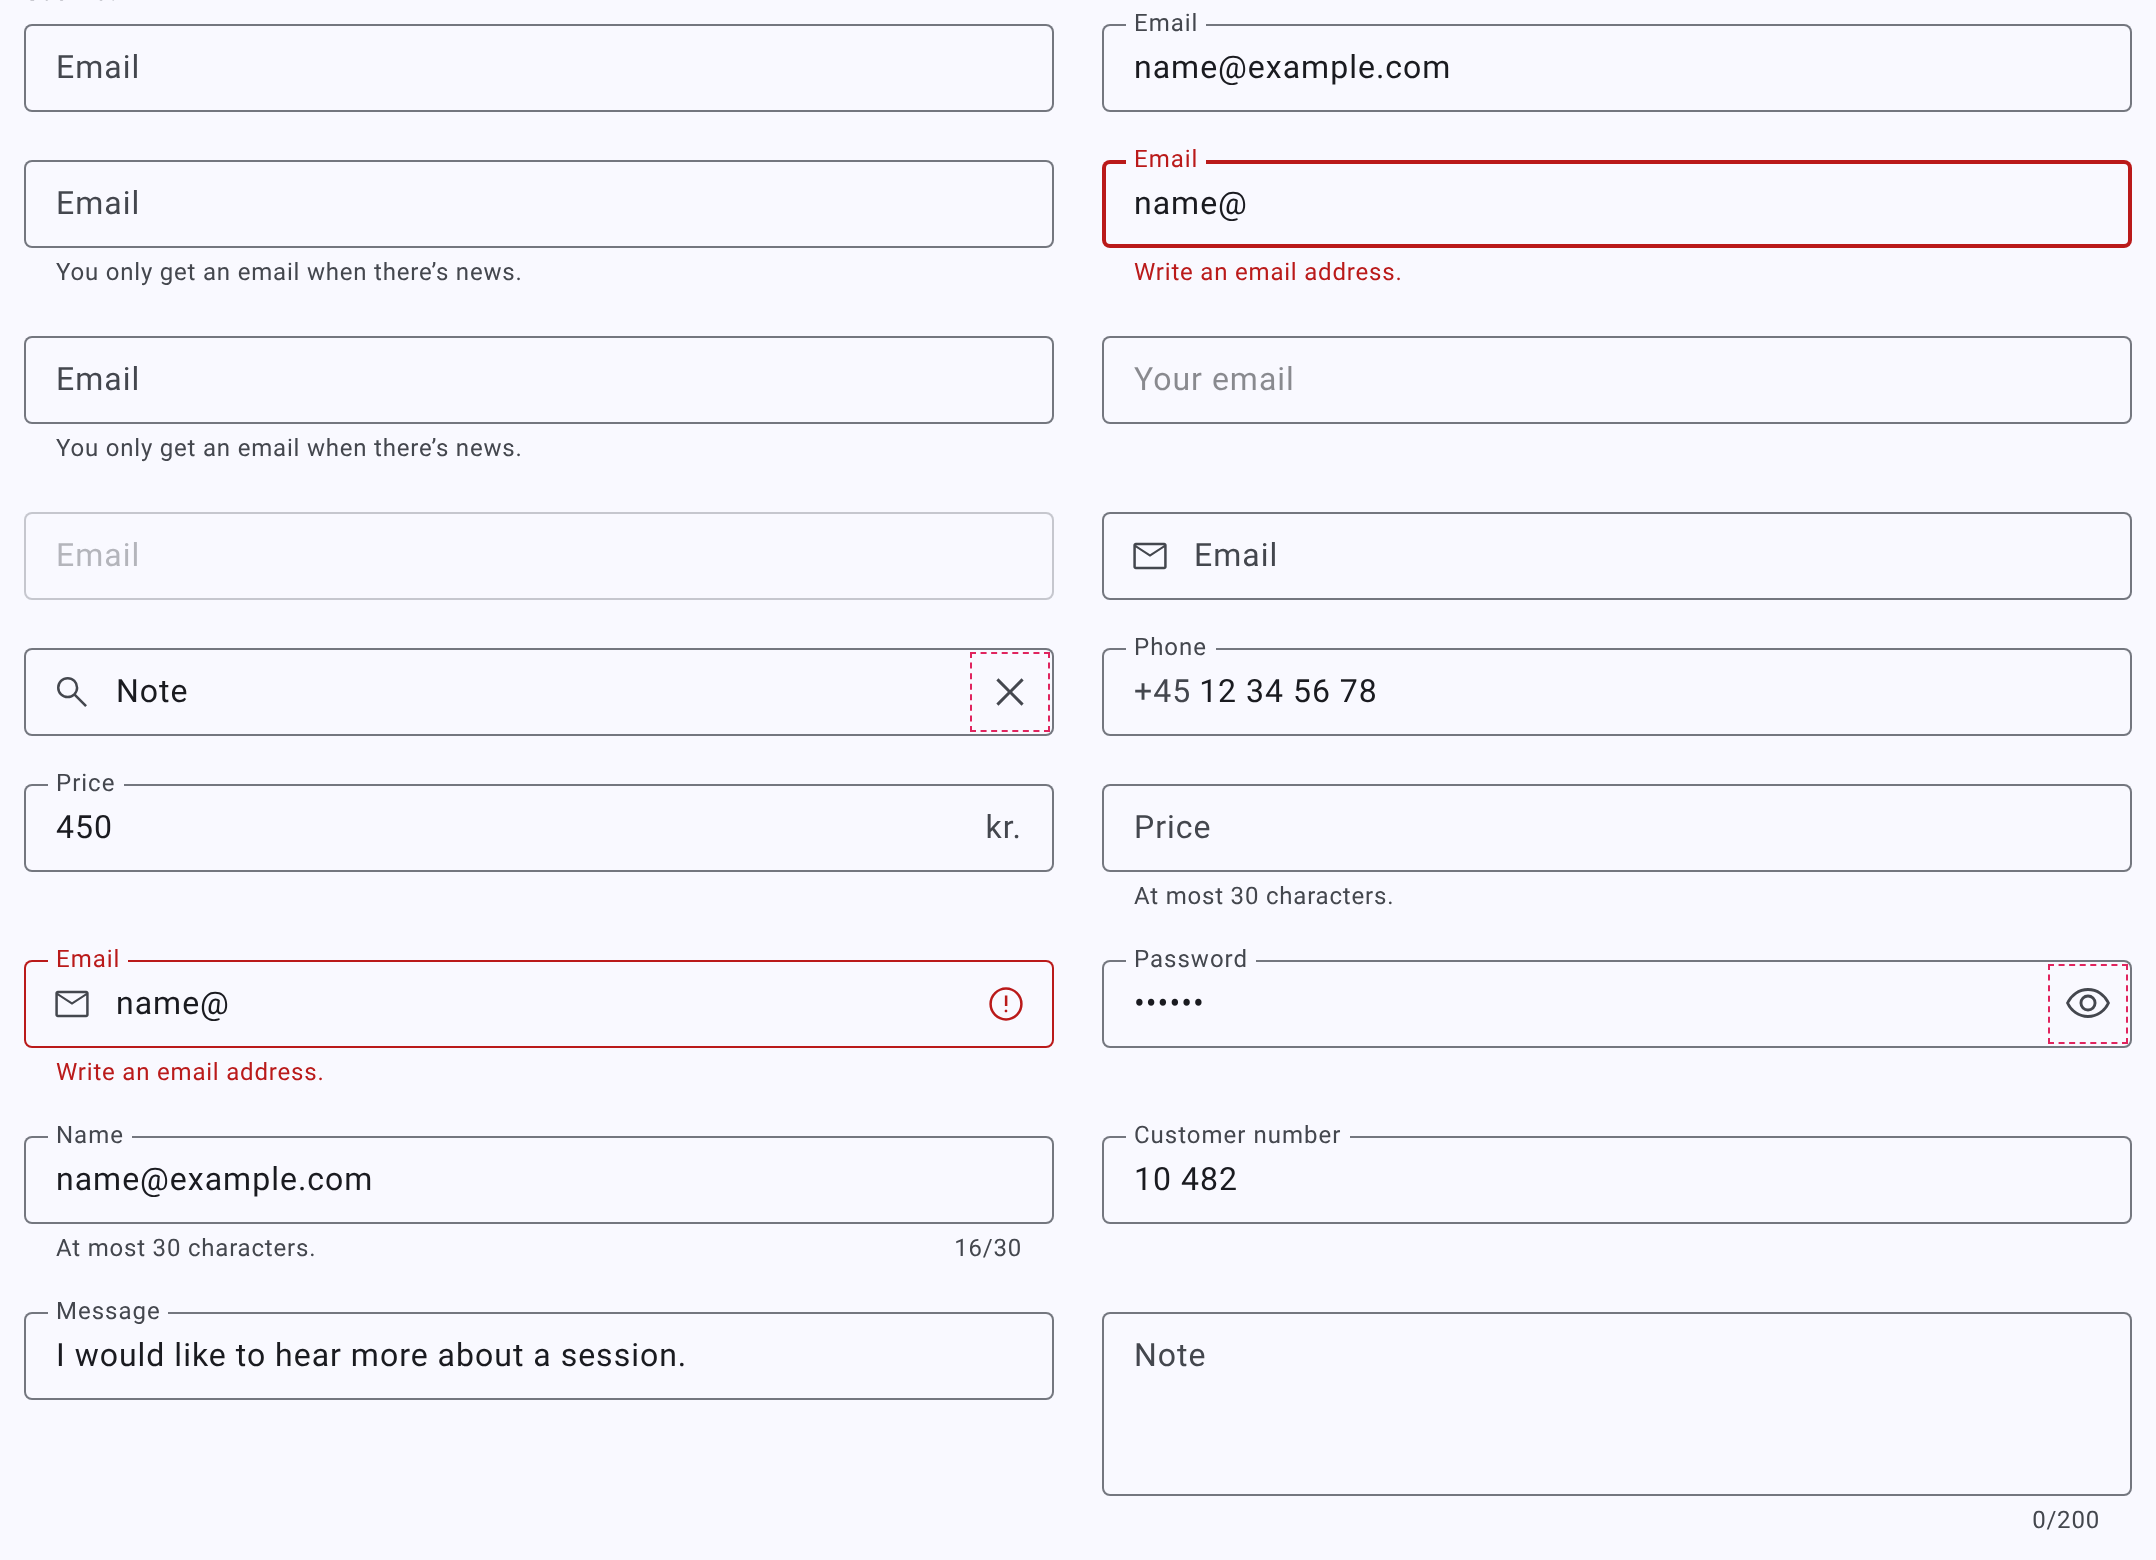 Email
Email
name@example.com
Email
You only get an email when there’s news.
Email
name@
Write an email address.
Email
You only get an email when there’s news.
Your email
Email
Email
Note
Phone
+45 12 34 56 78
Price
450 kr.
Price
At most 30 characters.
Email
name@
Write an email address.
Password
••••••
Name
name@example.com
At most 30 characters. 16/30
Customer number
10 482
Message
I would like to hear more about a session.
Note
0/200